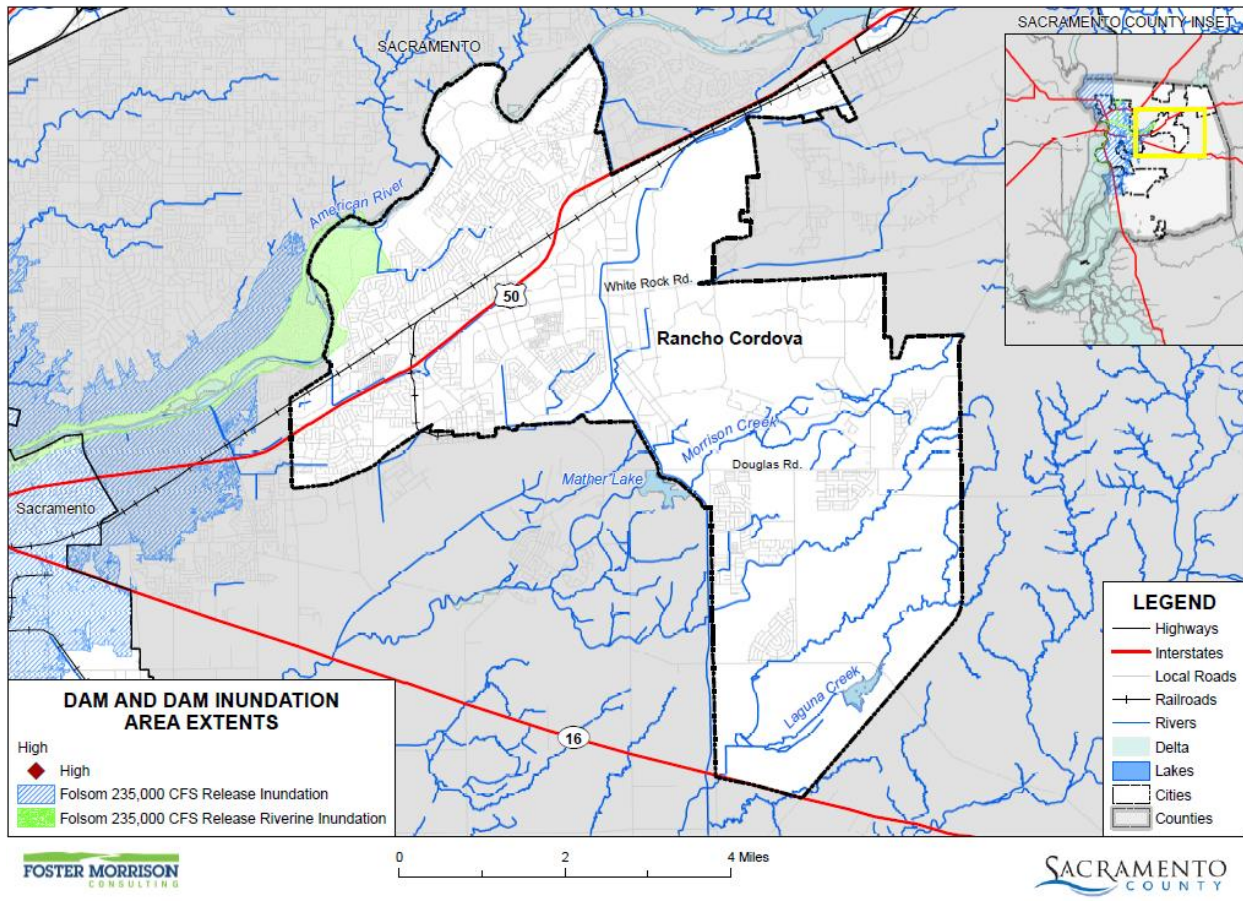 SACRAMENTO COUNTY INSET
SACRAMENTO
American River
50
White Rock Rd.
Rancho Cordova
Morrison Creek
Douglas Rd.
Mather Lake
Sacramento
Laguna Creek
16
DAM AND DAM INUNDATION
AREA EXTENTS
High
High
Folsom 235,000 CFS Release Inundation
Folsom 235,000 CFS Release Riverine Inundation
LEGEND
Highways
Interstates
Local Roads
Railroads
Rivers
Delta
Lakes
Cities
Counties
FOSTER MORRISON
CONSULTING
0 2 4 Miles
SACRAMENTO
COUNTY